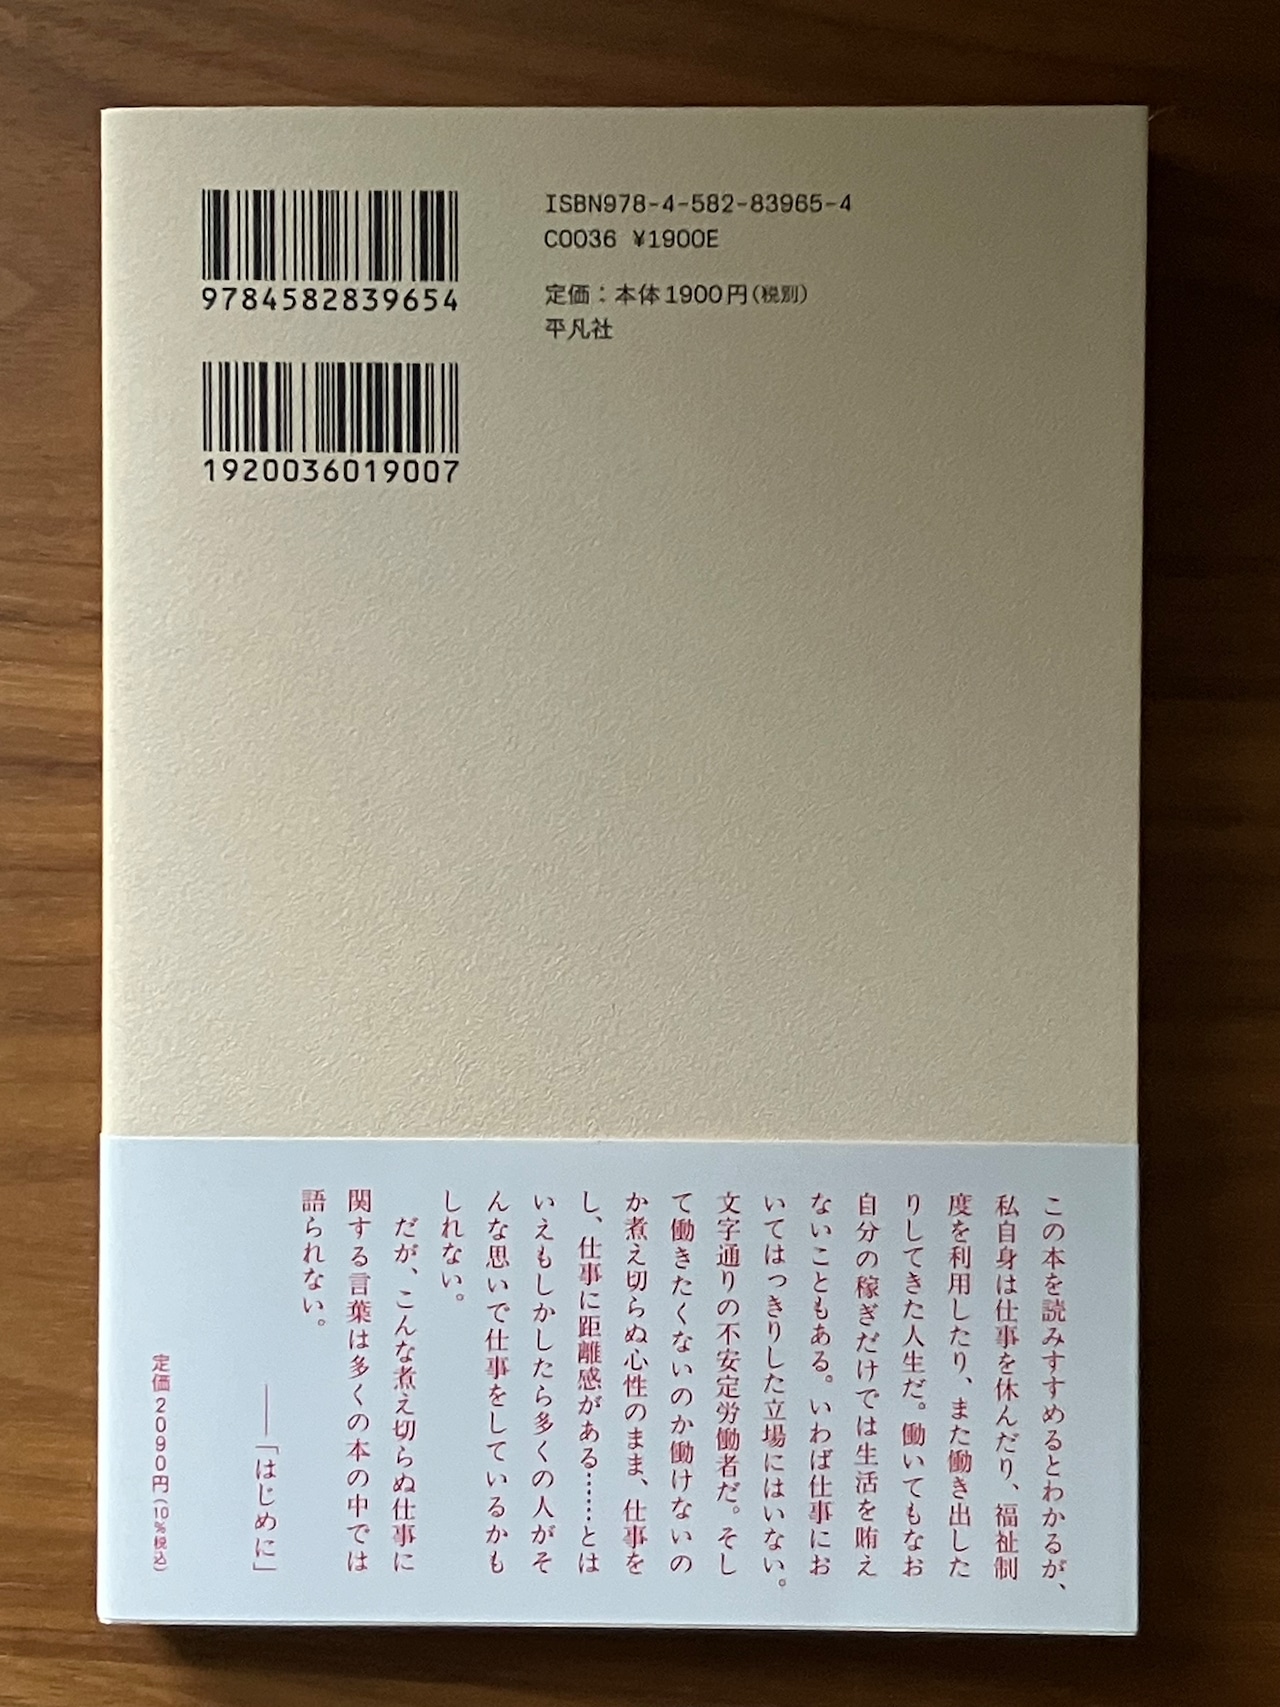 9784582839654
1920036019007
ISBN978-4-582-83965-4
C0036 ¥1900E
定価：本体1900円（税別）
平凡社
この本を読みすすめるとわかるが、
私自身は仕事を休んだり、福祉制
度を利用したり、また働き出した
りしてきた人生だ。働いてもなお
自分の稼ぎだけでは生活を賄え
ないこともある。いわば仕事にお
いてはっきりした立場にはいない。
文字通りの不安定労働者だ。そし
て働きたくないのか働けないの
か煮え切らぬ心性のまま、仕事を
し、仕事に距離感がある……とは
いえもしかしたら多くの人がそ
んな思いで仕事をしているかも
しれない。
だが、こんな煮え切らぬ仕事に
関する言葉は多くの本の中では
語られない。
――「はじめに」
定価2090円（10%税込）